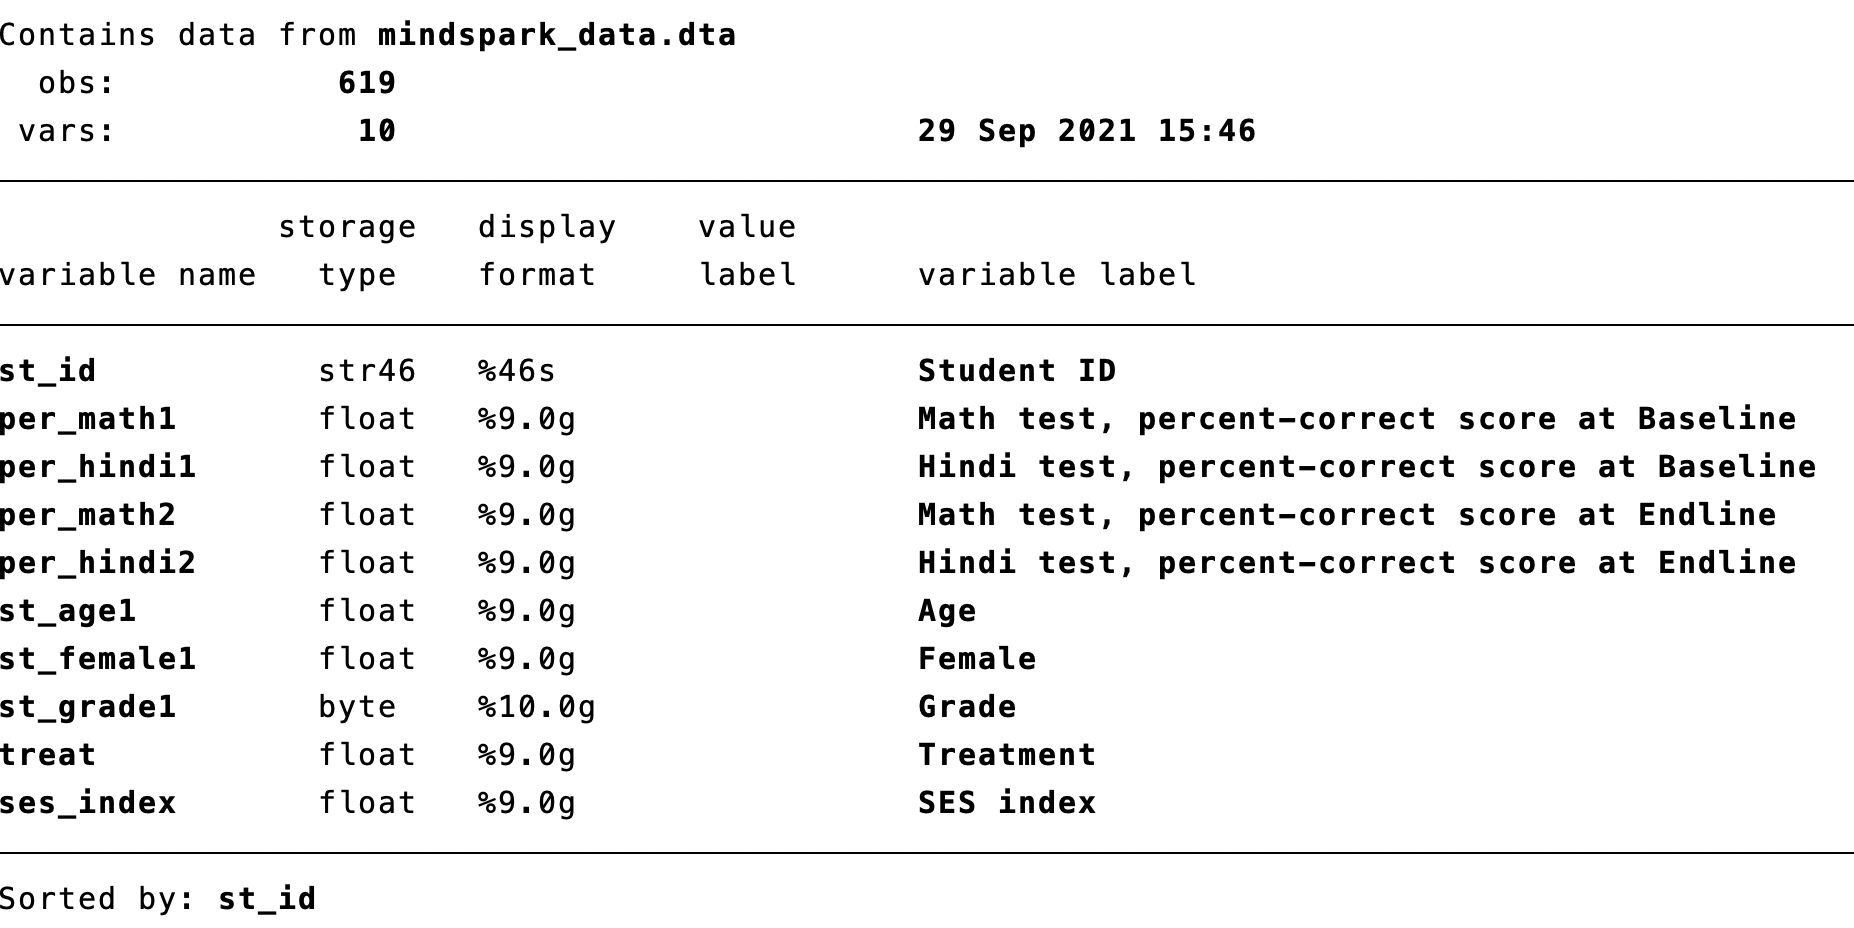 Contains data from mindspark_data.dta
obs: 619
vars: 10 29 Sep 2021 15:46
storage display value
variable name type format label variable label
st_id str46 %46s Student ID
per_math1 float %9.0g Math test, percent-correct score at Baseline
per_hindi1 float %9.0g Hindi test, percent-correct score at Baseline
per_math2 float %9.0g Math test, percent-correct score at Endline
per_hindi2 float %9.0g Hindi test, percent-correct score at Endline
st_age1 float %9.0g Age
st_female1 float %9.0g Female
st_grade1 byte %10.0g Grade
treat float %9.0g Treatment
ses_index float %9.0g SES index
Sorted by: st_id